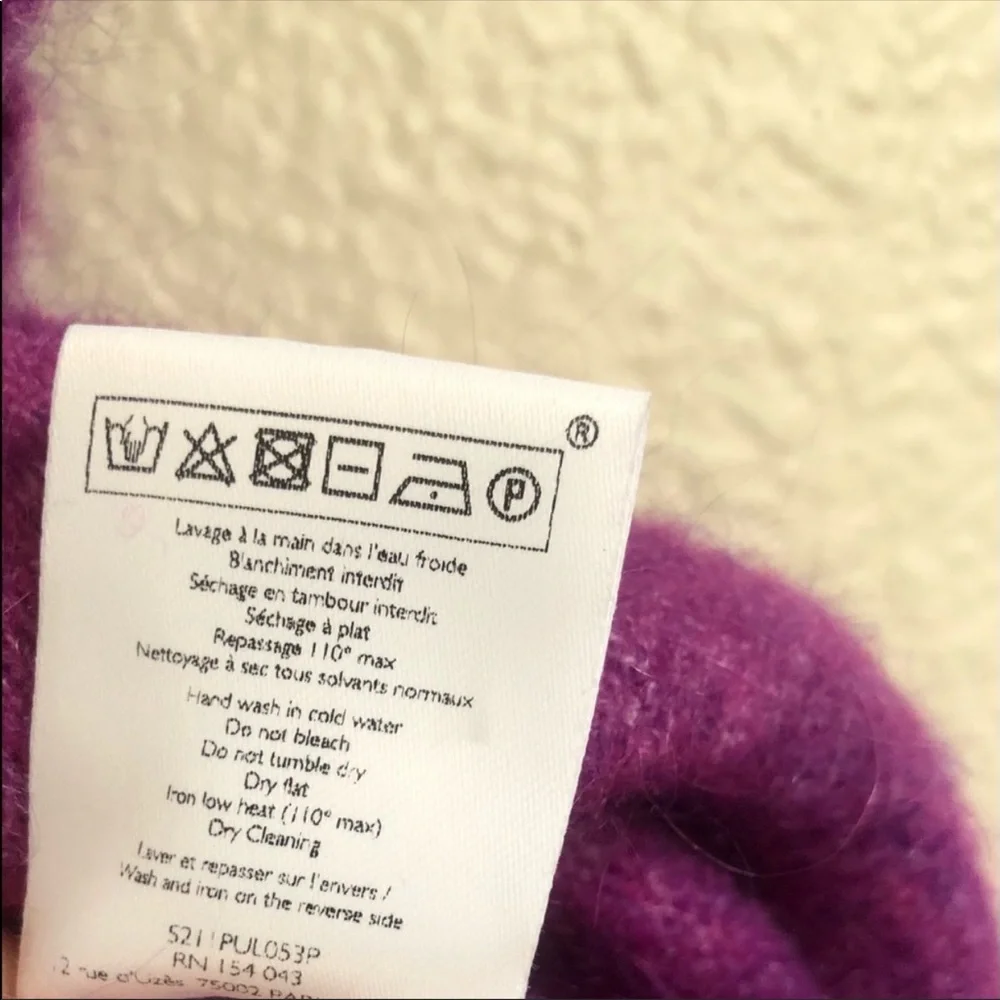 ®
P
Lavage à la main dans l'eau froide
Blanchiment interdit
Séchage en tambour interdit
Séchage à plat
Repassage 110° max
Nettoyage à sec tous solvants normaux
Hand wash in cold water
Do not bleach
Do not tumble dry
Dry flat
Iron low heat (110° max)
Dry Cleaning
Laver et repasser sur l'envers /
Wash and iron on the reverse side
RN 154 043
rue d'Uzès 75002